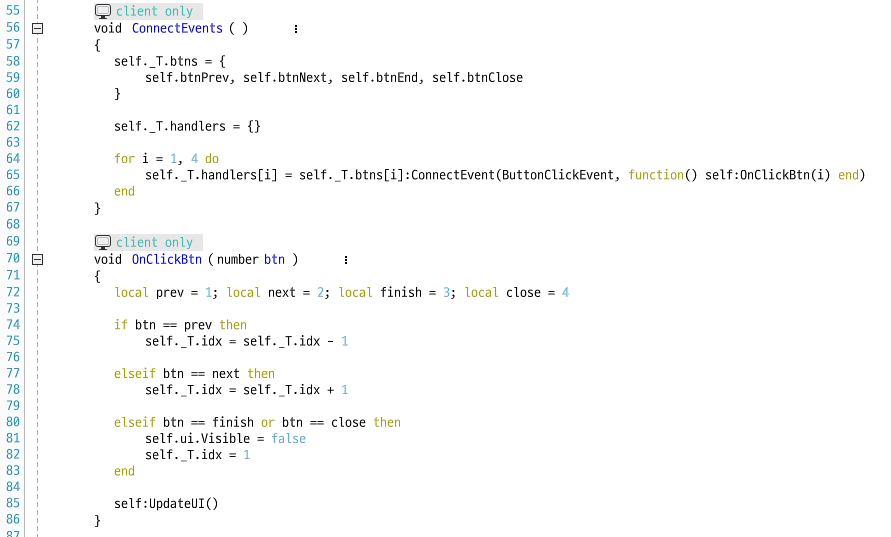 55 client only
56 void ConnectEvents ( )
57 {
58 self._T.btns = {
59 self.btnPrev, self.btnNext, self.btnEnd, self.btnClose
60 }
61
62 self._T.handlers = {}
63
64 for i = 1, 4 do
65 self._T.handlers[i] = self._T.btns[i]:ConnectEvent(ButtonClickEvent, function() self:OnClickBtn(i) end)
66 end
67 }
68
69 client only
70 void OnClickBtn ( number btn )
71 {
72 local prev = 1; local next = 2; local finish = 3; local close = 4
73
74 if btn == prev then
75 self._T.idx = self._T.idx - 1
76
77 elseif btn == next then
78 self._T.idx = self._T.idx + 1
79
80 elseif btn == finish or btn == close then
81 self.ui.Visible = false
82 self._T.idx = 1
83 end
84
85 self:UpdateUI()
86 }
87